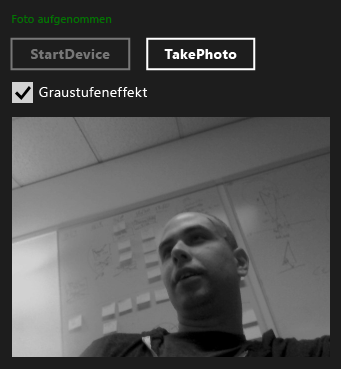 Foto aufgenommen
StartDevice TakePhoto
Graustufeneffekt